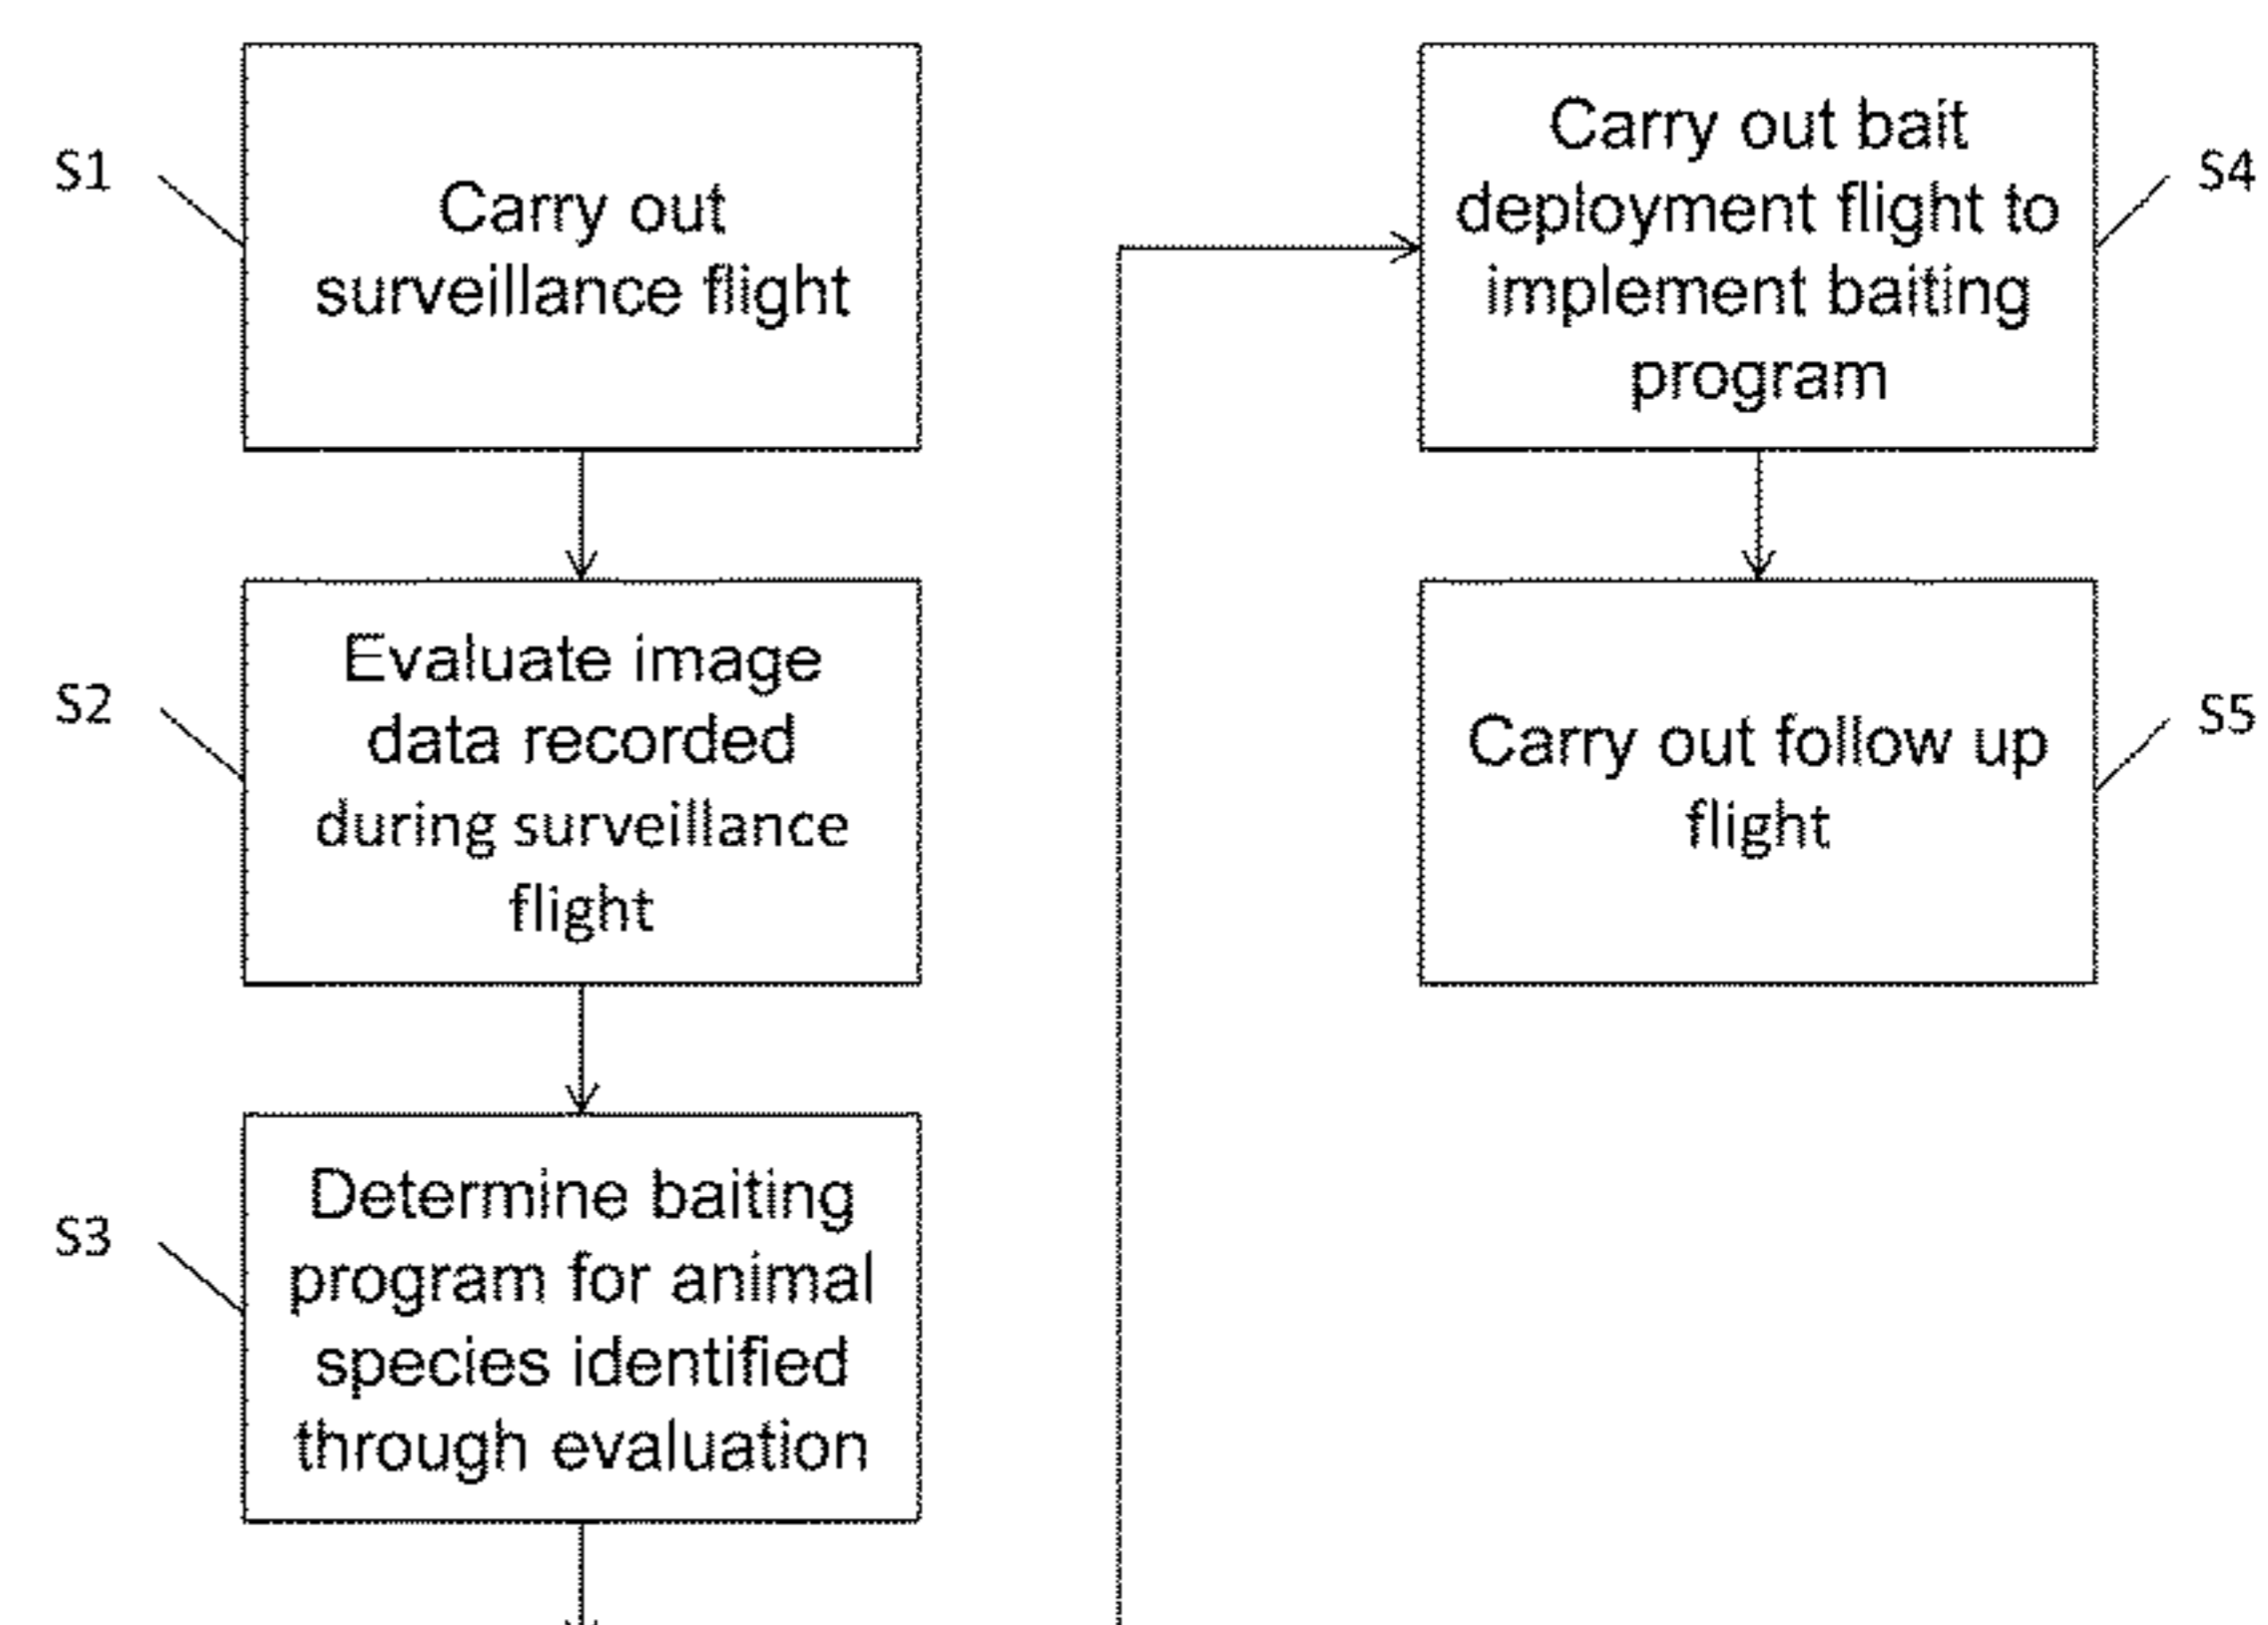 S1
Carry out
surveillance flight
S2
Evaluate image
data recorded
during surveillance
flight
S3
Determine baiting
program for animal
species identified
through evaluation
Carry out bait
deployment flight to
implement baiting
program
S4
Carry out follow up
flight
S5